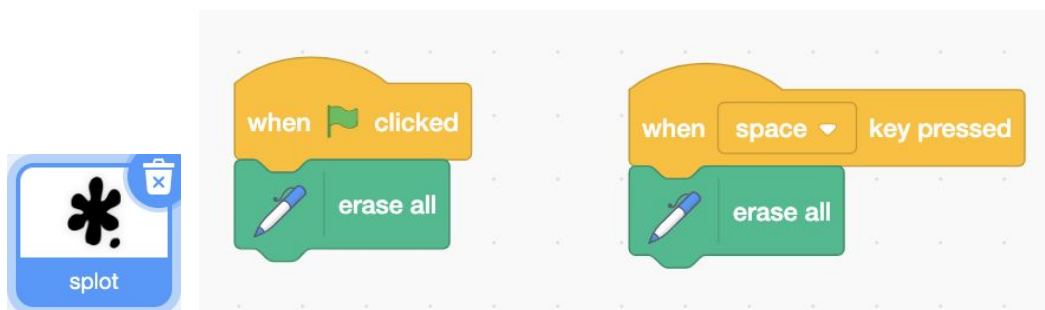 when clicked
erase all
when space key pressed
erase all
splot